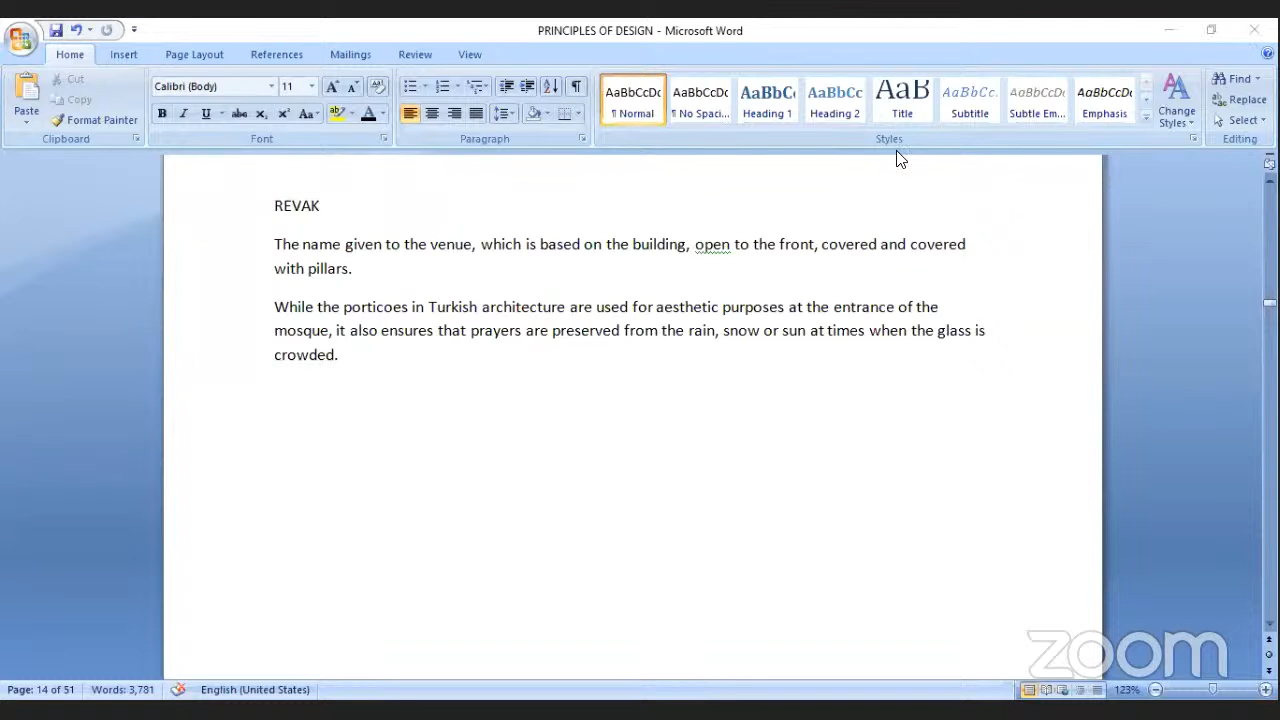 PRINCIPLES OF DESIGN - Microsoft Word
Home Insert Page Layout References Mailings Review View
Cut
Copy
Paste
Format Painter
Clipboard
Calibri (Body) 11
Font
Paragraph
AaBbCcDc AaBbCcDc AaBbC AaBbCc AaB AaBbCc. AaBbCcDc AaBbCcDc
¶ Normal ¶ No Spaci... Heading 1 Heading 2 Title Subtitle Subtle Em... Emphasis
Change
Styles
Styles
Find
Replace
Select
Editing
REVAK
The name given to the venue, which is based on the building, open to the front, covered and covered
with pillars.
While the porticoes in Turkish architecture are used for aesthetic purposes at the entrance of the
mosque, it also ensures that prayers are preserved from the rain, snow or sun at times when the glass is
crowded.
zoom
Page: 14 of 51 Words: 3,781 English (United States) 123%